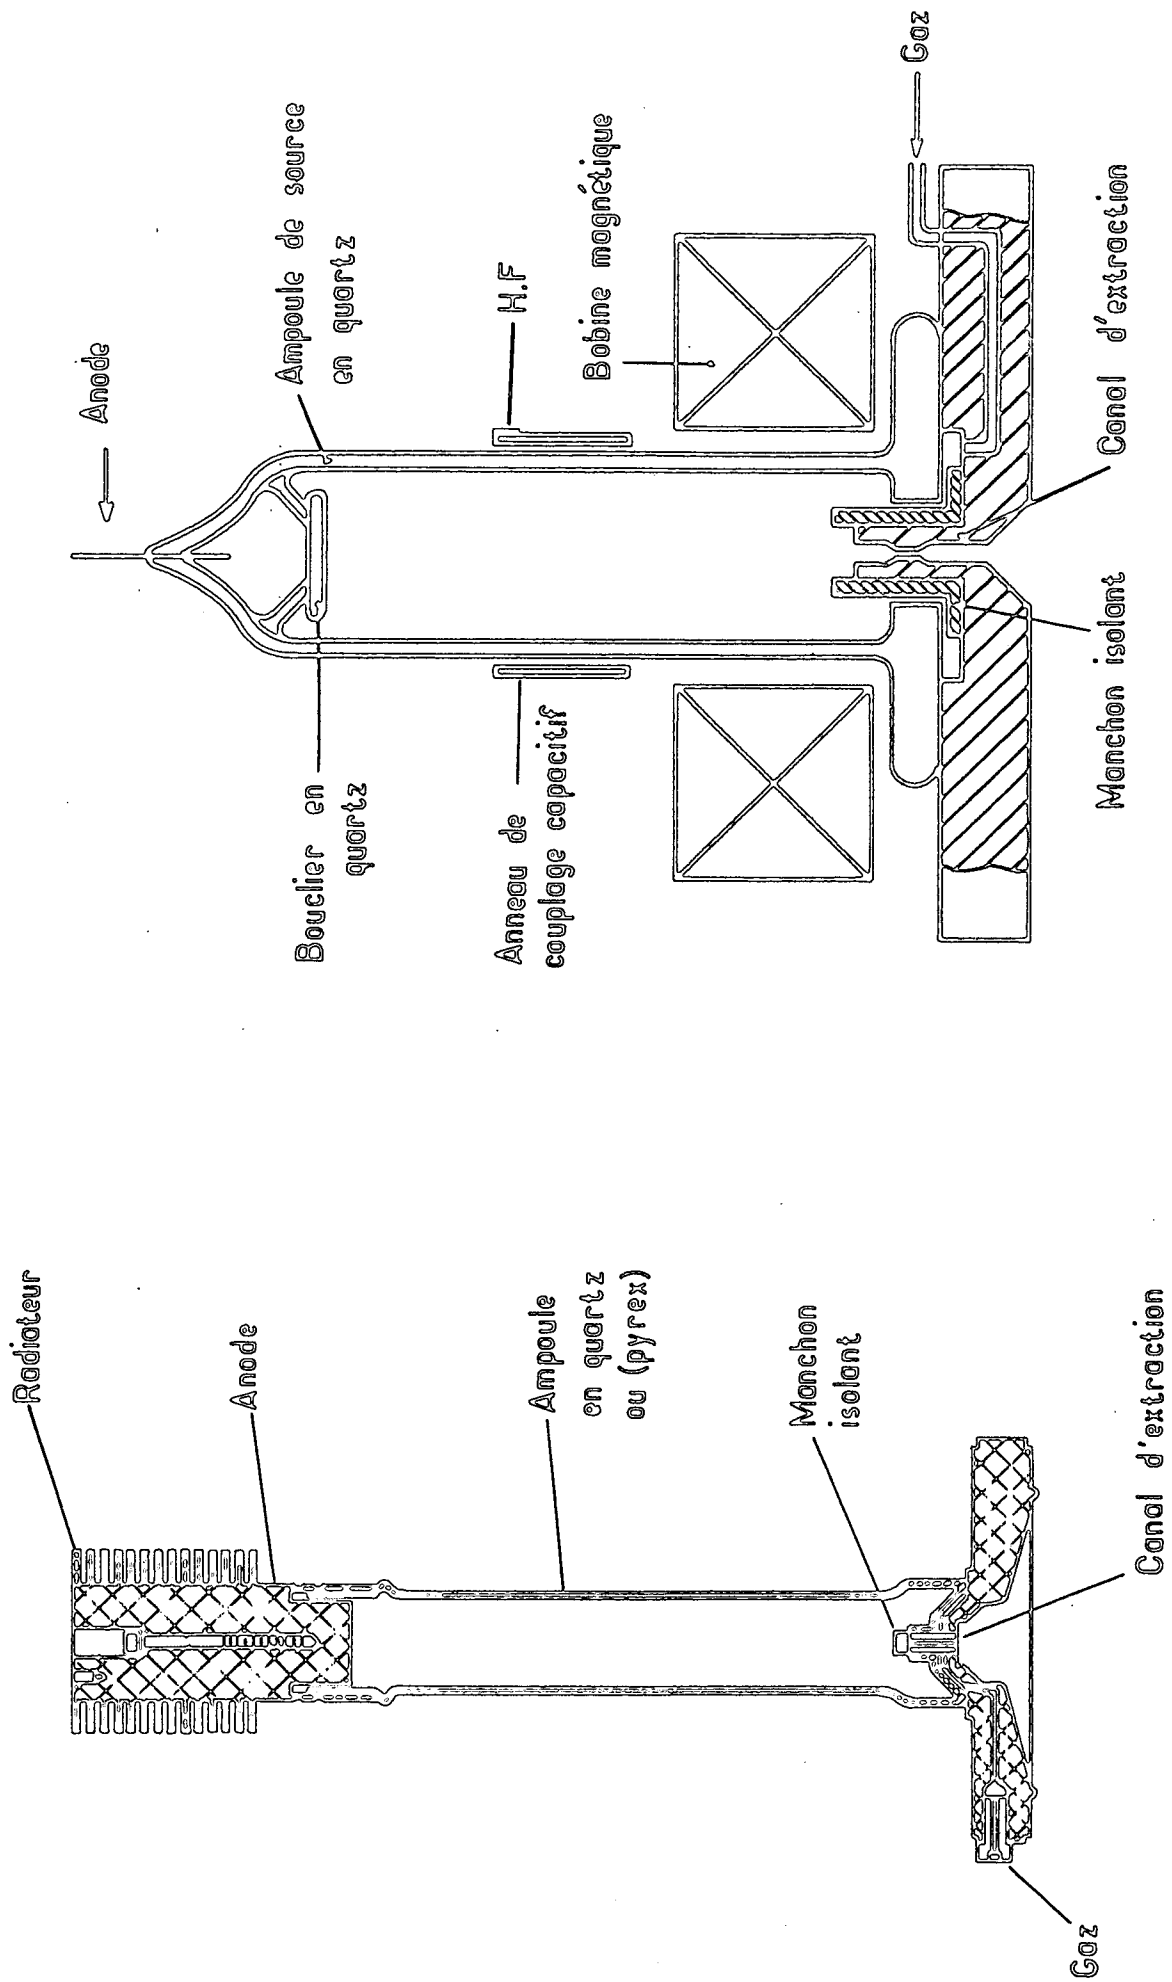 Radiateur
Anode
Ampoule
en quartz
ou (pyrex)
Manchon
isolant
Canal d'extraction
Gaz
Anode
Ampoule de source
en quartz
Bouclier en
quartz
H.F
Anneau de
couplage capacitif
Bobine magnétique
Gaz
Canal d'extraction
Manchon isolant